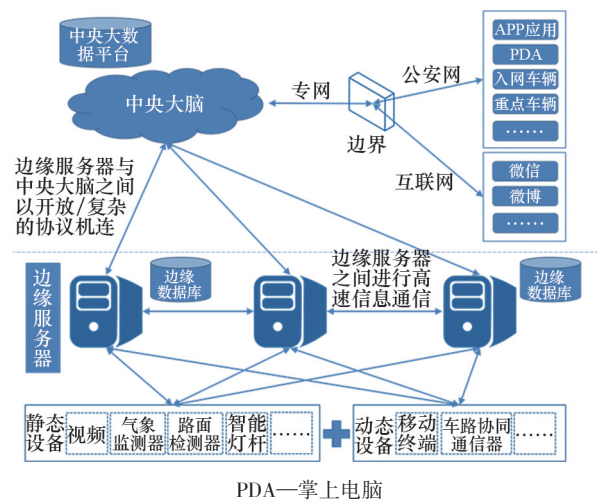 中央大数
据平台
中央大脑
专网
边界
公安网
互联网
APP应用
PDA
入网车辆
重点车辆
……
微信
微博
……
边缘服务器与
中央大脑之间
以开放/复杂
的协议机连
边缘服务器
边缘
数据库
边缘服务器
之间进行高
速信息通信
边缘
数据库
静态
设备
视频
气象
监测器
路面
检测器
智能
灯杆
……
动态
设备
移动
终端
车路协同
通信器
……
PDA—掌上电脑